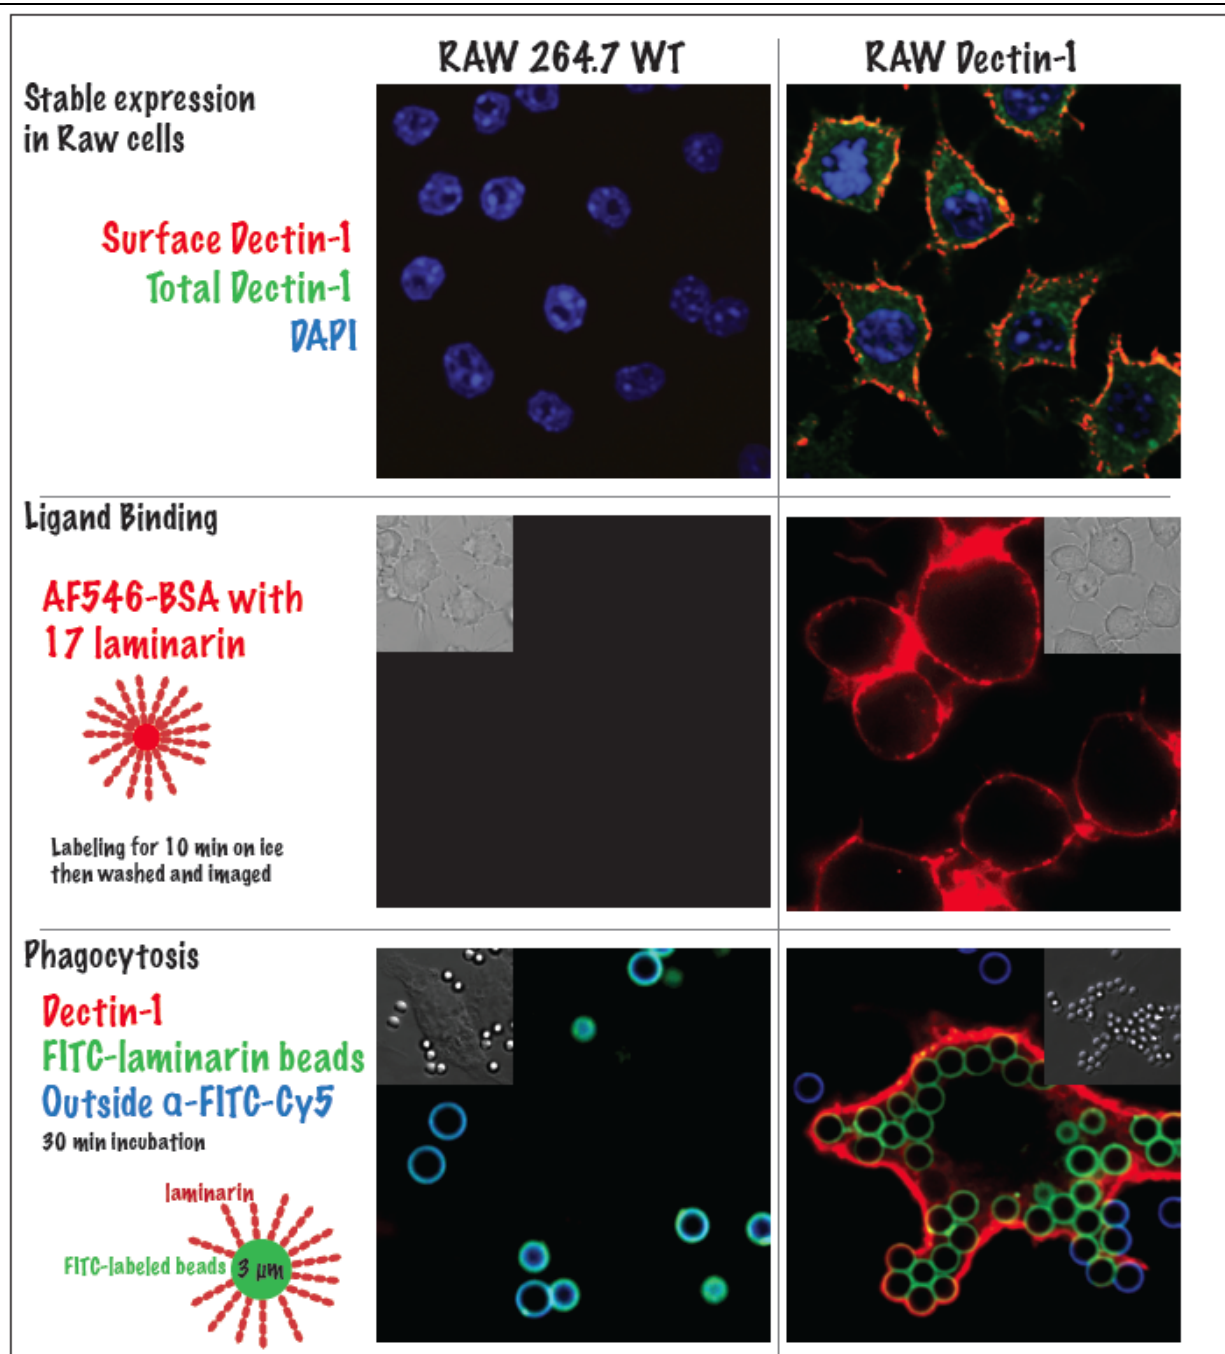 RAW 264.7 WT
RAW Dectin-1
Stable expression
in Raw cells
Surface Dectin-1
Total Dectin-1
DAPI
Ligand Binding
AF546-BSA with
17 laminarin
Labeling for 10 min on ice
then washed and imaged
Phagocytosis
Dectin-1
FITC-laminarin beads
Outside α-FITC-Cy5
30 min incubation
laminarin
FITC-labeled beads
3 μm